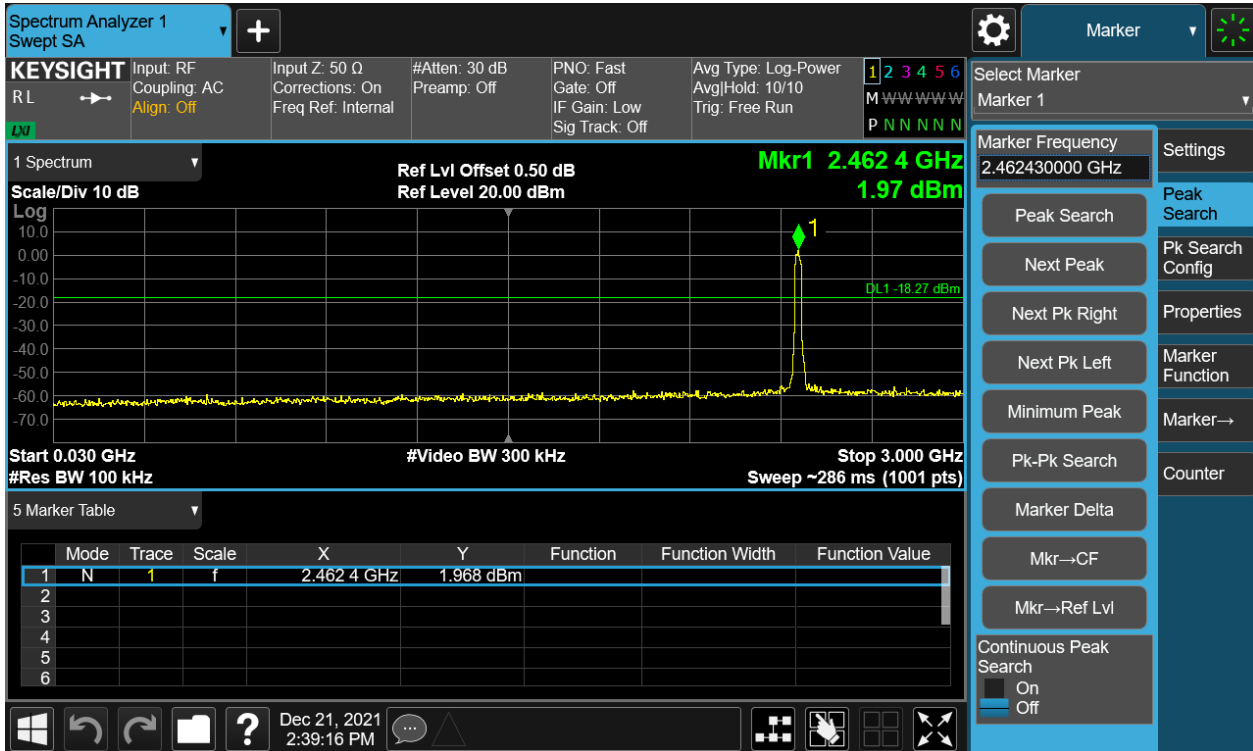 Spectrum Analyzer 1
Swept SA
+
Marker
KEYSIGHT
RL
LXI
Input: RF
Coupling: AC
Align: Off
Input Z: 50 Ω
Corrections: On
Freq Ref: Internal
#Atten: 30 dB
Preamp: Off
PNO: Fast
Gate: Off
IF Gain: Low
Sig Track: Off
Avg Type: Log-Power
Avg|Hold: 10/10
Trig: Free Run
1 2 3 4 5 6
M W W W W W
P N N N N N
Select Marker
Marker 1
1 Spectrum
Scale/Div 10 dB
Ref Lvl Offset 0.50 dB
Ref Level 20.00 dBm
Mkr1 2.462 4 GHz
1.97 dBm
Log
10.0
0.00
-10.0
-20.0
-30.0
-40.0
-50.0
-60.0
-70.0
1
DL1 -18.27 dBm
Start 0.030 GHz
#Res BW 100 kHz
#Video BW 300 kHz
Stop 3.000 GHz
Sweep ~286 ms (1001 pts)
5 Marker Table
Mode Trace Scale X Y Function Function Width Function Value
1 N 1 f 2.462 4 GHz 1.968 dBm
2
3
4
5
6
Marker Frequency
2.462430000 GHz
Peak Search
Next Peak
Next Pk Right
Next Pk Left
Minimum Peak
Pk-Pk Search
Marker Delta
Mkr→CF
Mkr→Ref Lvl
Continuous Peak
Search
On
Off
Settings
Peak
Search
Pk Search
Config
Properties
Marker
Function
Marker→
Counter
?
Dec 21, 2021
2:39:16 PM